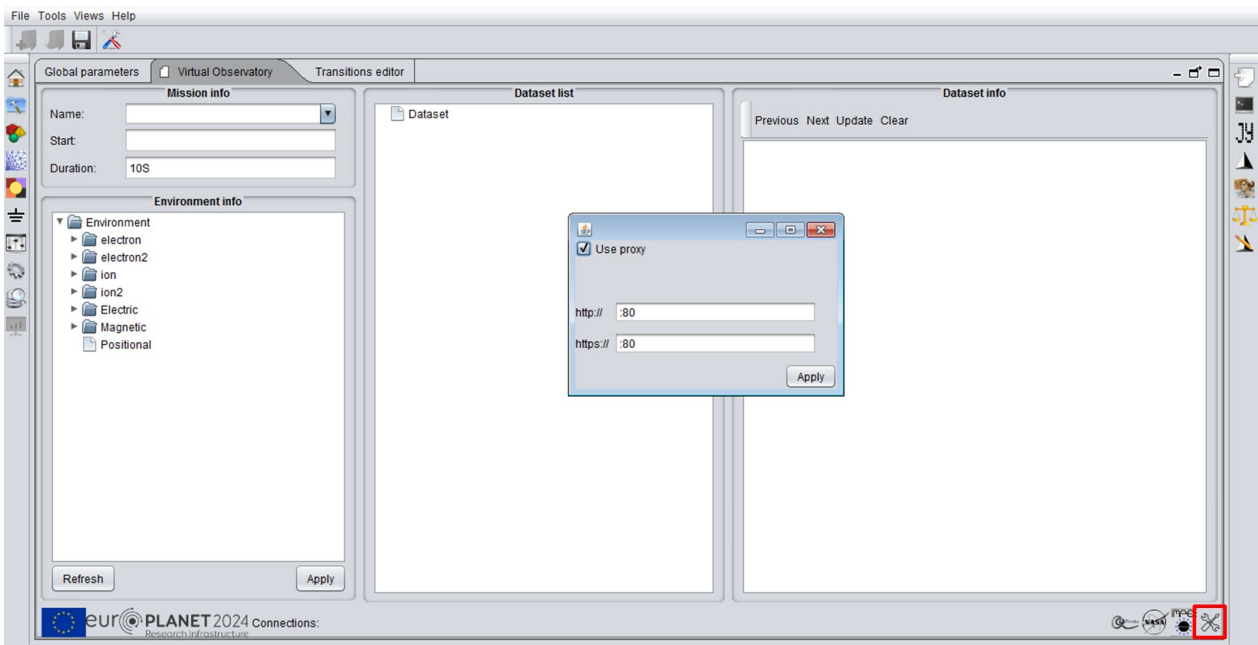 File Tools Views Help
Global parameters Virtual Observatory Transitions editor
Mission info
Name:
Start:
Duration: 10S
Environment info
Environment
electron
electron2
ion
ion2
Electric
Magnetic
Positional
Refresh Apply
Dataset list
Dataset
Dataset info
Previous Next Update Clear
Use proxy
http:// :80
https:// :80
Apply
JY
eur PLANET 2024 Connections:
Research Infrastructure
NASA